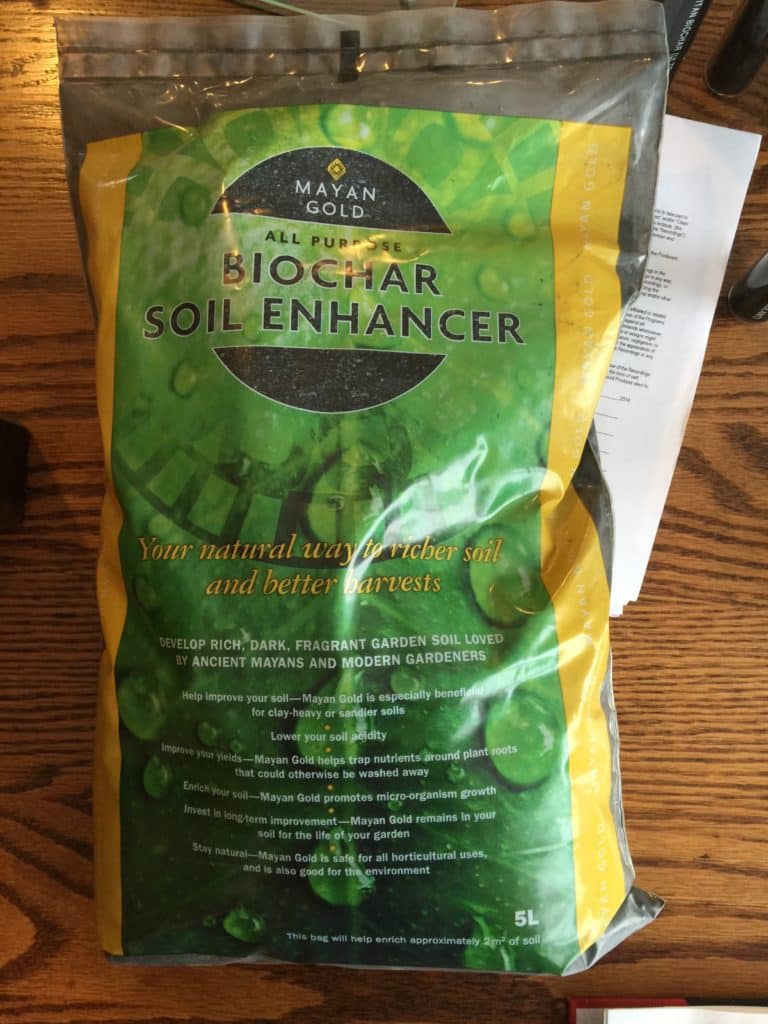 MAYAN
GOLD
ALL PURPOSE
BIOCHAR
SOIL ENHANCER
Your natural way to richer soil
and better harvests
DEVELOP RICH, DARK, FRAGRANT GARDEN SOIL LOVED
BY ANCIENT MAYANS AND MODERN GARDENERS
Help improve your soil—Mayan Gold is especially beneficial
for clay-heavy or sandier soils
Lower your soil acidity
Improve your yields—Mayan Gold helps trap nutrients around plant roots
that could otherwise be washed away
Enrich your soil—Mayan Gold promotes micro-organism growth
Invest in long-term improvement—Mayan Gold remains in your
soil for the life of your garden
Stay natural—Mayan Gold is safe for all horticultural uses,
and is also good for the environment
5L
This bag will help enrich approximately 2m² of soil
MAYAN GOLD
2014